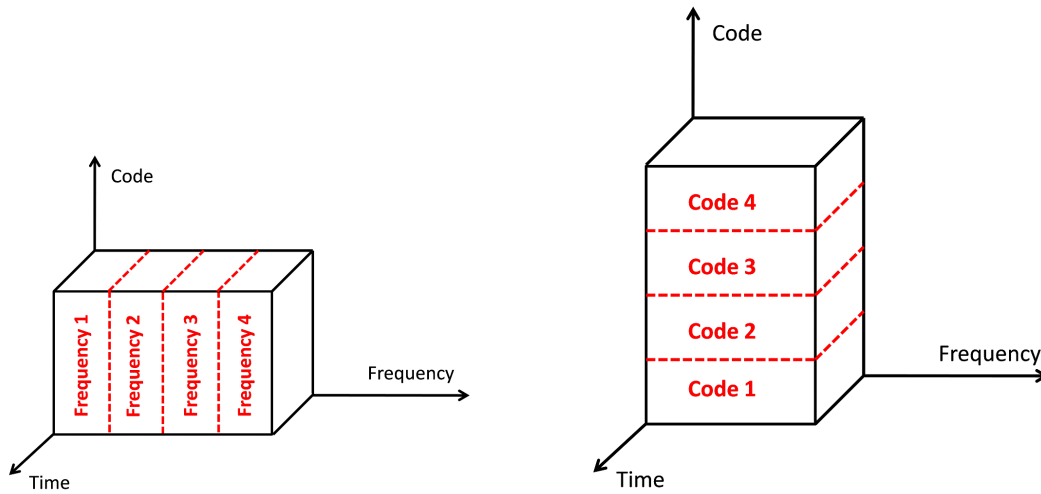 Code
Frequency 1
Frequency 2
Frequency 3
Frequency 4
Frequency
Time
Code
Code 4
Code 3
Code 2
Code 1
Frequency
Time